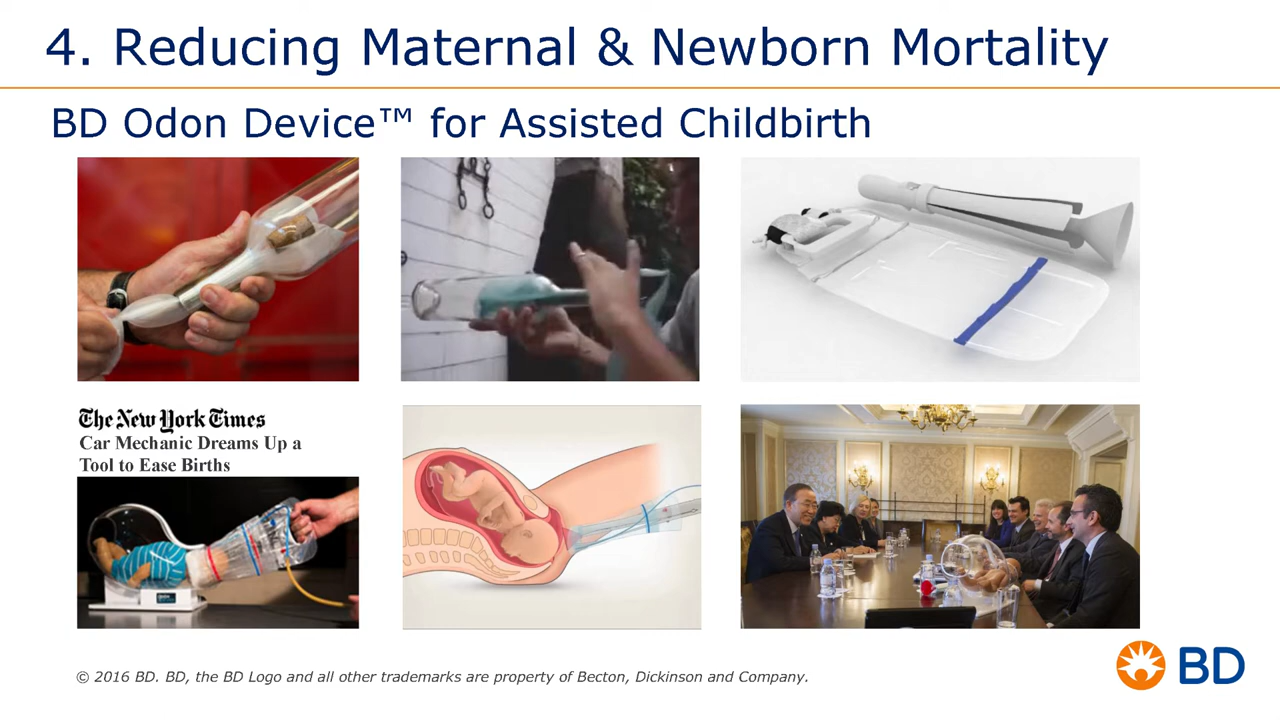 4. Reducing Maternal & Newborn Mortality
BD Odon Device™ for Assisted Childbirth
The New York Times
Car Mechanic Dreams Up a
Tool to Ease Births
© 2016 BD. BD, the BD Logo and all other trademarks are property of Becton, Dickinson and Company.
BD